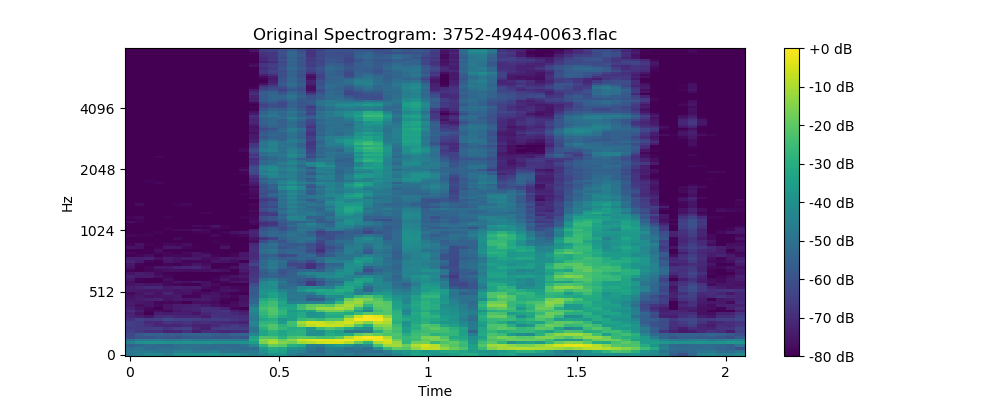 Original Spectrogram: 3752-4944-0063.flac
Hz
4096
2048
1024
512
0
0 0.5 1 1.5 2
Time
+0 dB
-10 dB
-20 dB
-30 dB
-40 dB
-50 dB
-60 dB
-70 dB
-80 dB